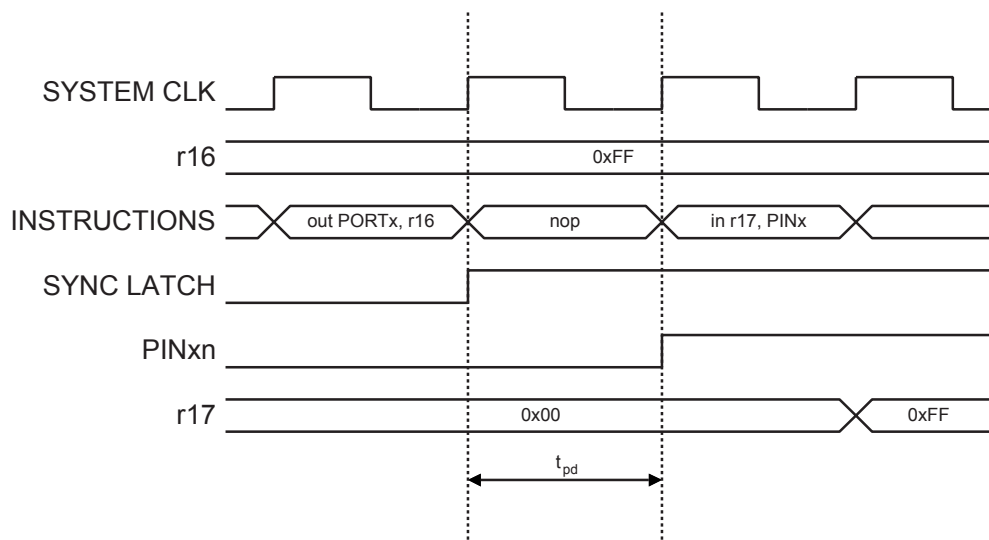 SYSTEM CLK
r16
0xFF
INSTRUCTIONS
out PORTx, r16
nop
in r17, PINx
SYNC LATCH
PINxn
r17
0x00
0xFF
tpd